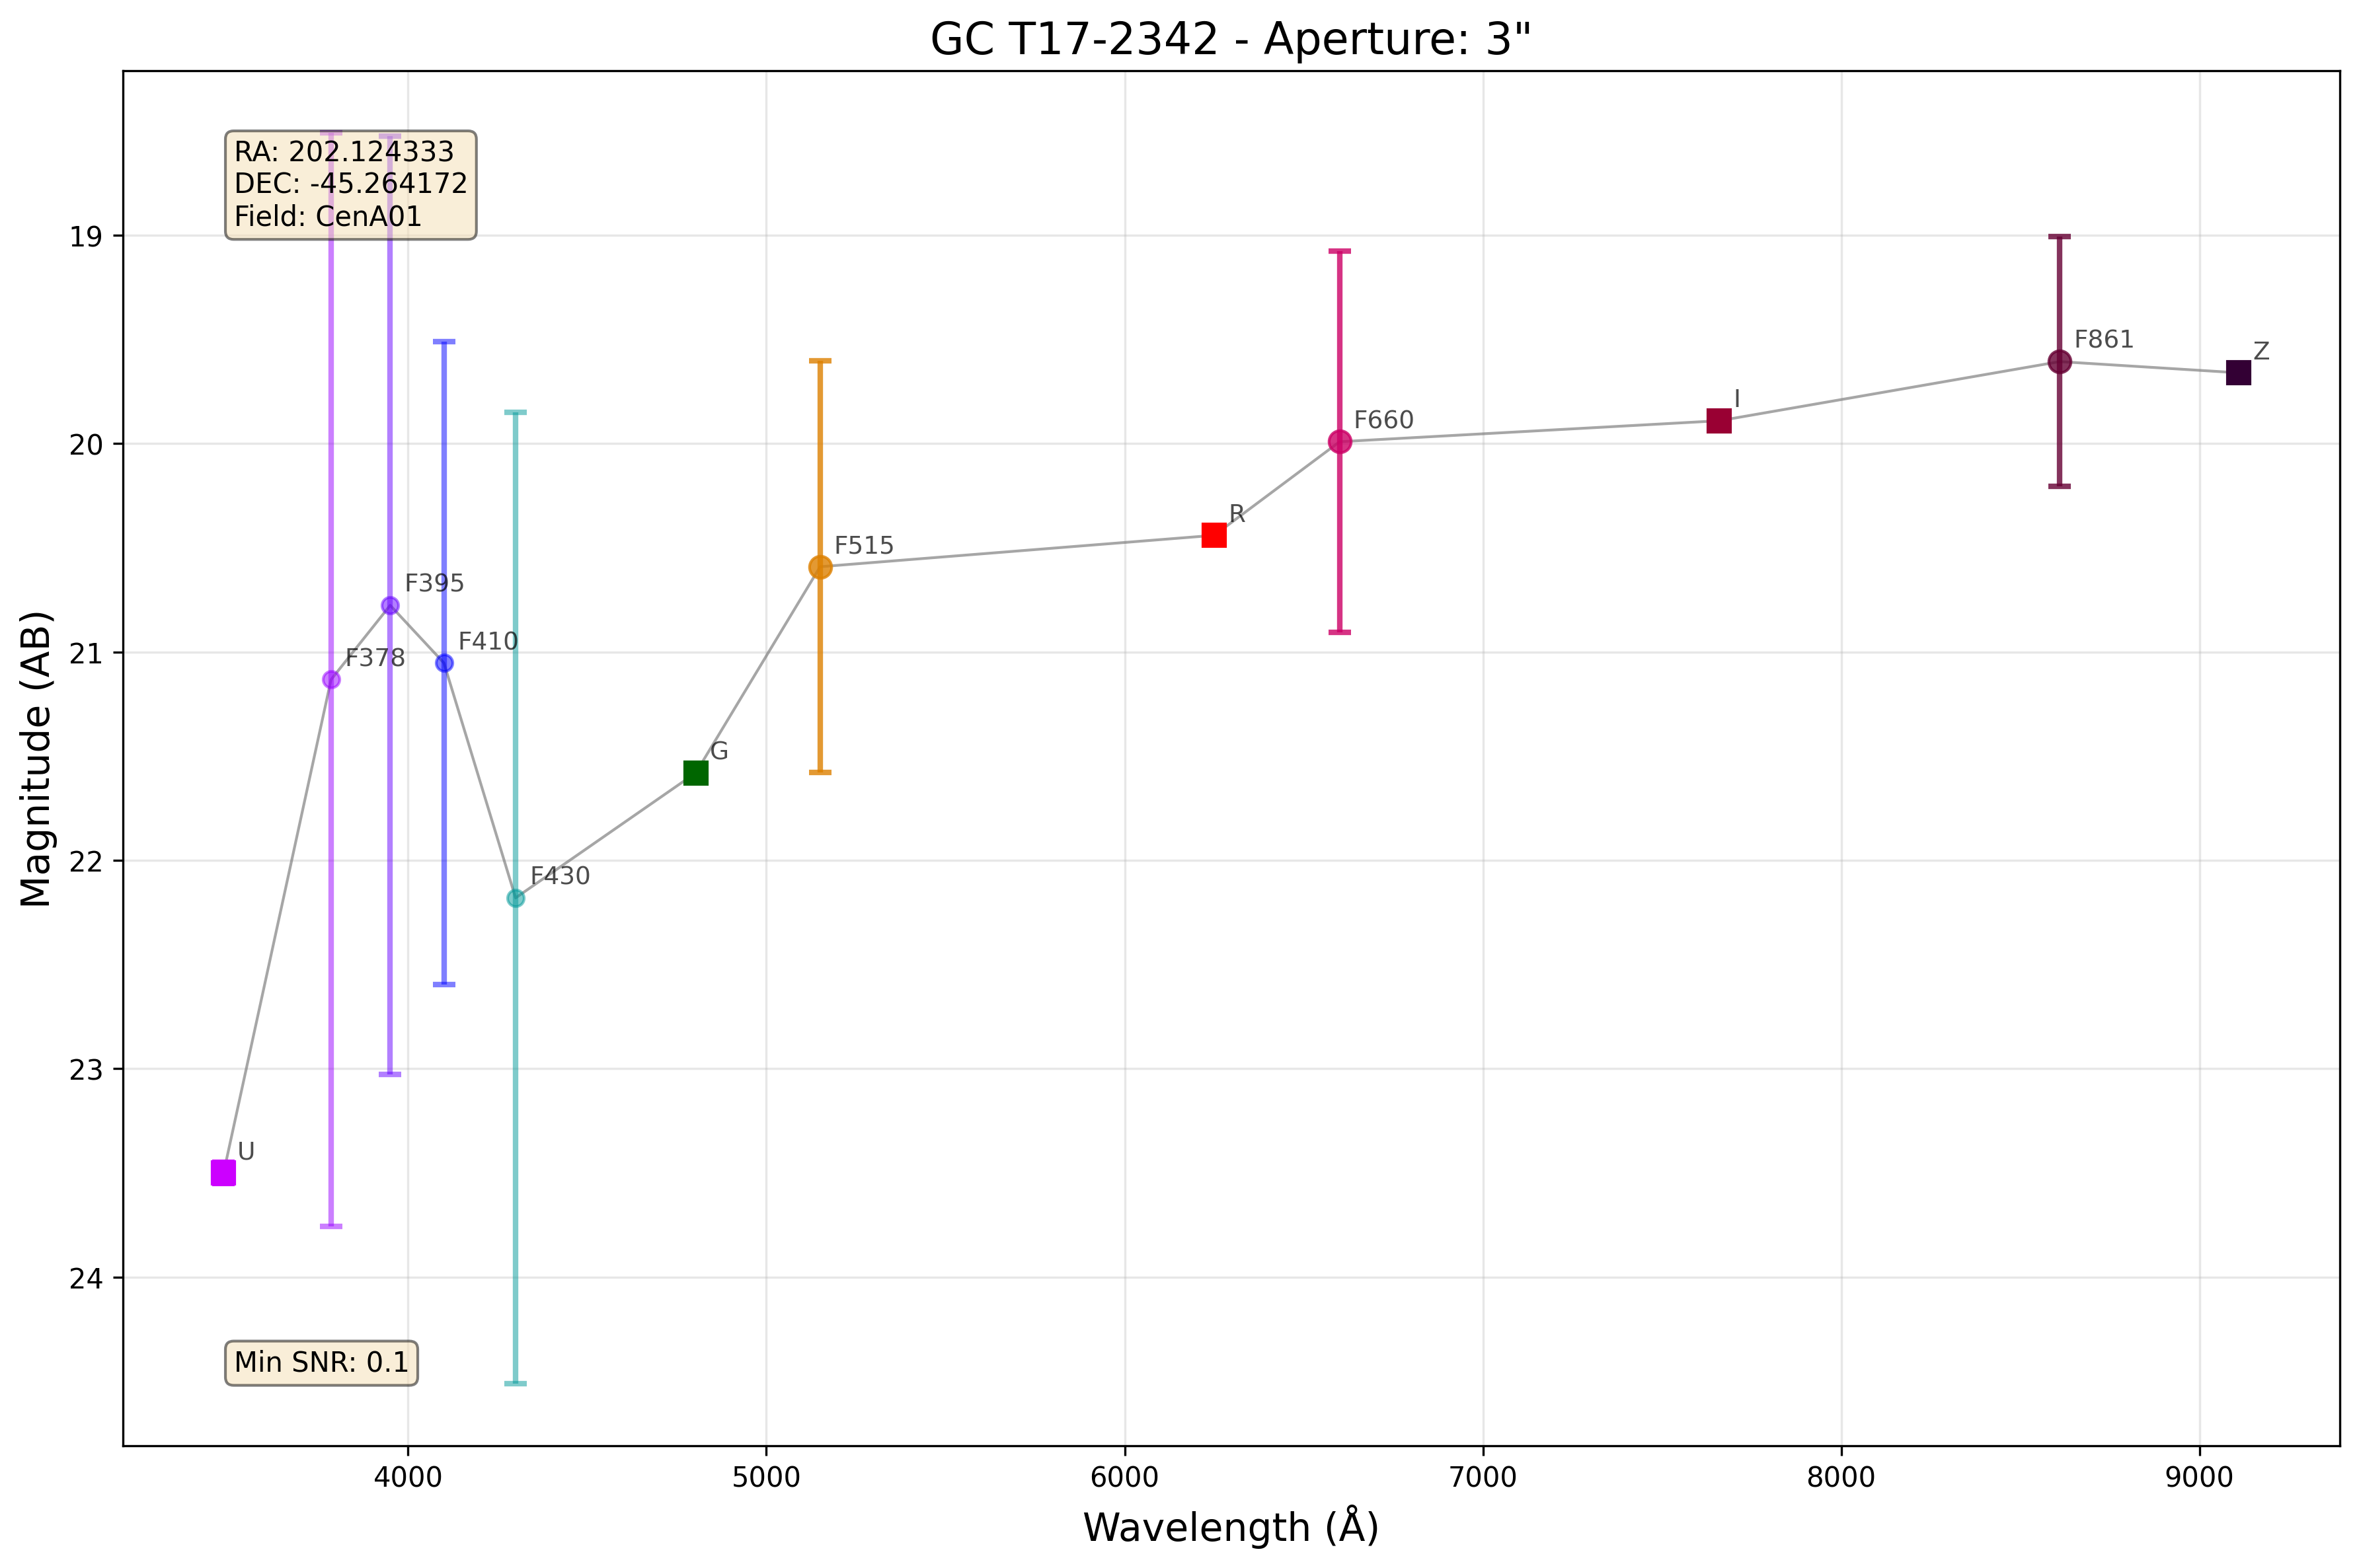 GC T17-2342 - Aperture: 3"
RA: 202.124333
DEC: -45.264172
Field: CenA01
Magnitude (AB)
19
20
21
22
23
24
U
F378
F395
F410
F430
G
F515
R
F660
I
F861
Z
Min SNR: 0.1
4000
5000
6000
7000
8000
9000
Wavelength (Å)